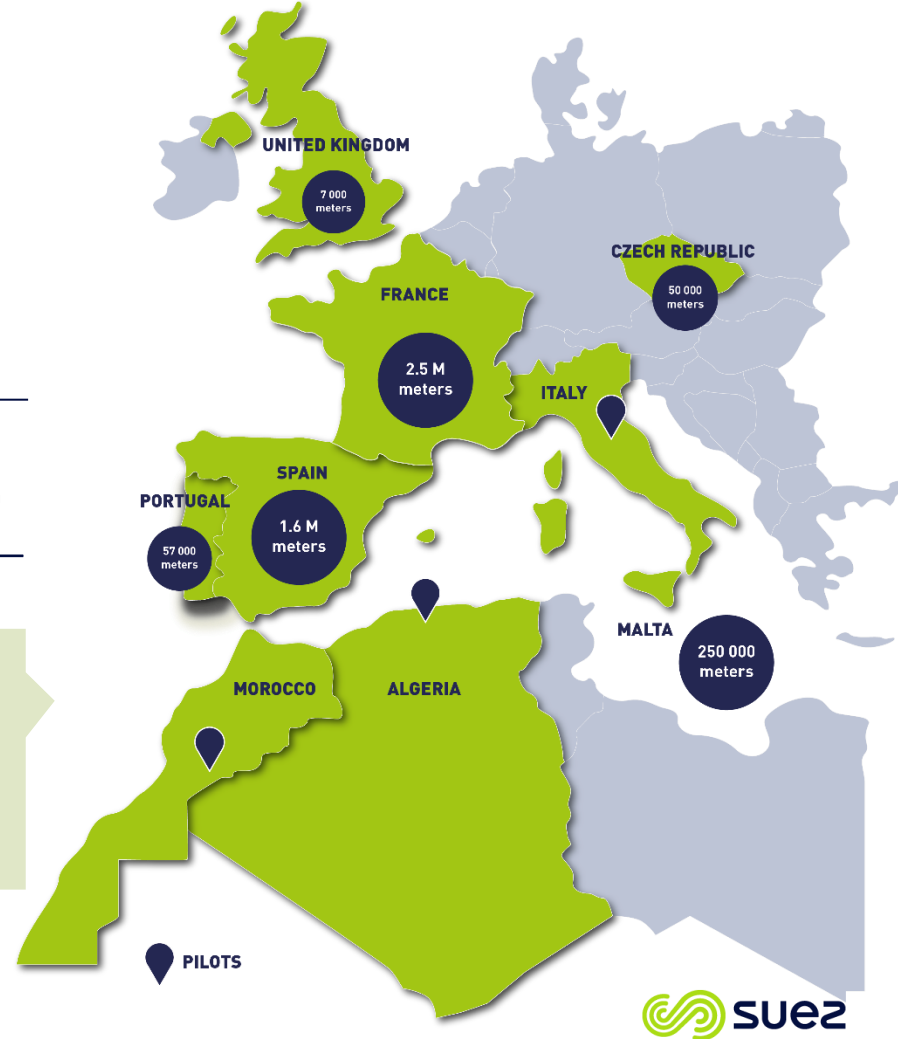 UNITED KINGDOM
7 000
meters
CZECH REPUBLIC
50 000
meters
FRANCE
2.5 M
meters
ITALY
SPAIN
1.6 M
meters
PORTUGAL
57 000
meters
MALTA
250 000
meters
MOROCCO
ALGERIA
PILOTS
suez